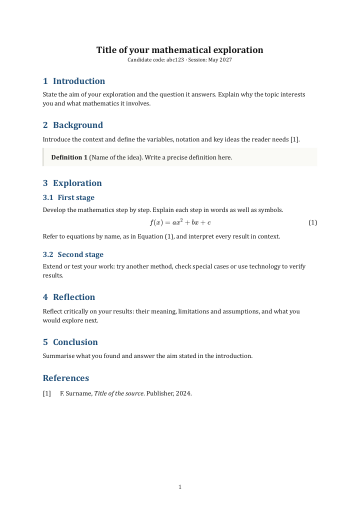 Title of your mathematical exploration
Candidate code: abc123 · Session: May 2027
1 Introduction
State the aim of your exploration and the question it answers. Explain why the topic interests
you and what mathematics it involves.
2 Background
Introduce the context and define the variables, notation and key ideas the reader needs [1].
Definition 1 (Name of the idea). Write a precise definition here.
3 Exploration
3.1 First stage
Develop the mathematics step by step. Explain each step in words as well as symbols.
f(x) = ax² + bx + c (1)
Refer to equations by name, as in Equation (1), and interpret every result in context.
3.2 Second stage
Extend or test your work: try another method, check special cases or use technology to verify
results.
4 Reflection
Reflect critically on your results: their meaning, limitations and assumptions, and what you
would explore next.
5 Conclusion
Summarise what you found and answer the aim stated in the introduction.
References
[1] F. Surname, Title of the source. Publisher, 2024.
1